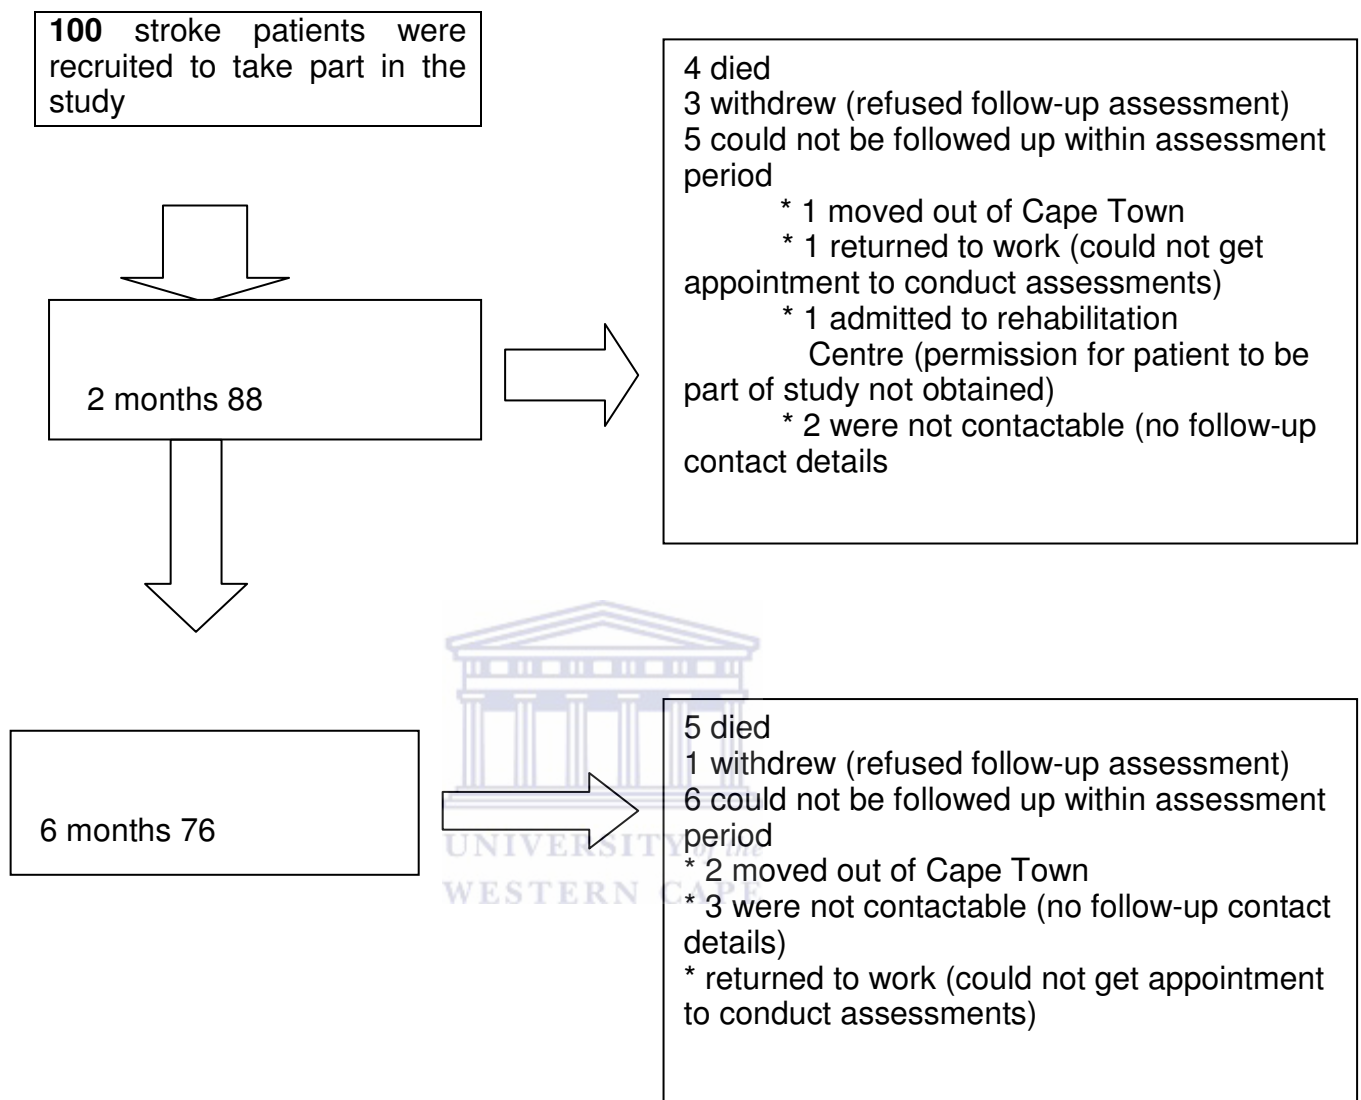 100 stroke patients were
recruited to take part in the
study
4 died
3 withdrew (refused follow-up assessment)
5 could not be followed up within assessment
period
* 1 moved out of Cape Town
* 1 returned to work (could not get
appointment to conduct assessments)
* 1 admitted to rehabilitation
Centre (permission for patient to be
part of study not obtained)
* 2 were not contactable (no follow-up
contact details
2 months 88
5 died
1 withdrew (refused follow-up assessment)
6 could not be followed up within assessment
period
* 2 moved out of Cape Town
* 3 were not contactable (no follow-up contact
details)
* returned to work (could not get appointment
to conduct assessments)
6 months 76
UNIVERSITY of the
WESTERN CAPE